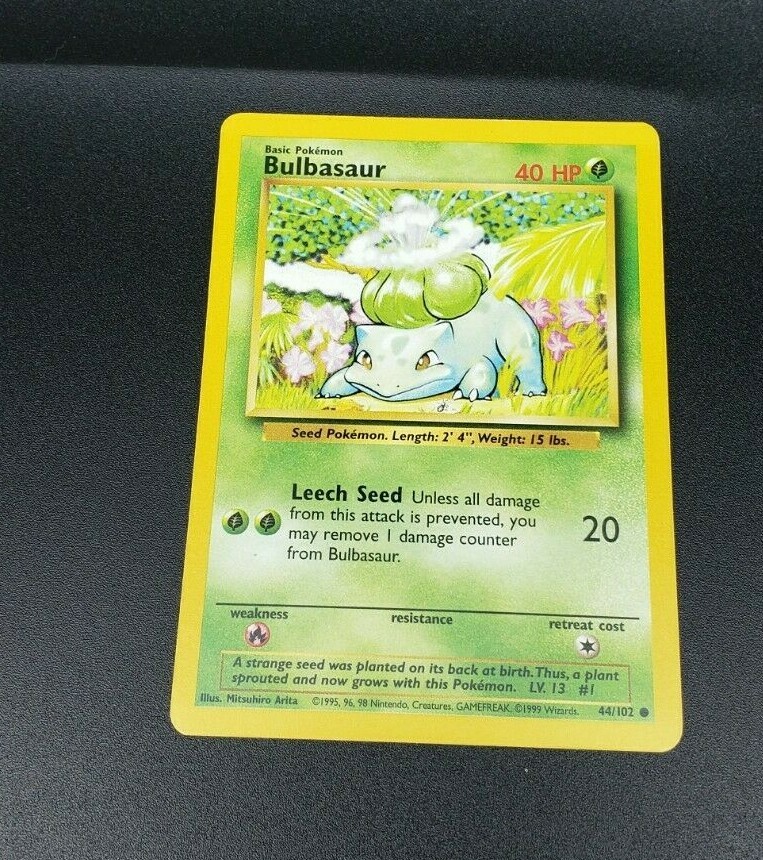 Basic Pokémon
Bulbasaur
40 HP
Seed Pokémon. Length: 2' 4", Weight: 15 lbs.
Leech Seed Unless all damage
from this attack is prevented, you
may remove 1 damage counter
from Bulbasaur.
20
weakness
resistance
retreat cost
A strange seed was planted on its back at birth. Thus, a plant
sprouted and now grows with this Pokémon. LV. 13 #1
Illus. Mitsuhiro Arita ©1995, 96, 98 Nintendo, Creatures, GAMEFREAK. ©1999 Wizards. 44/102